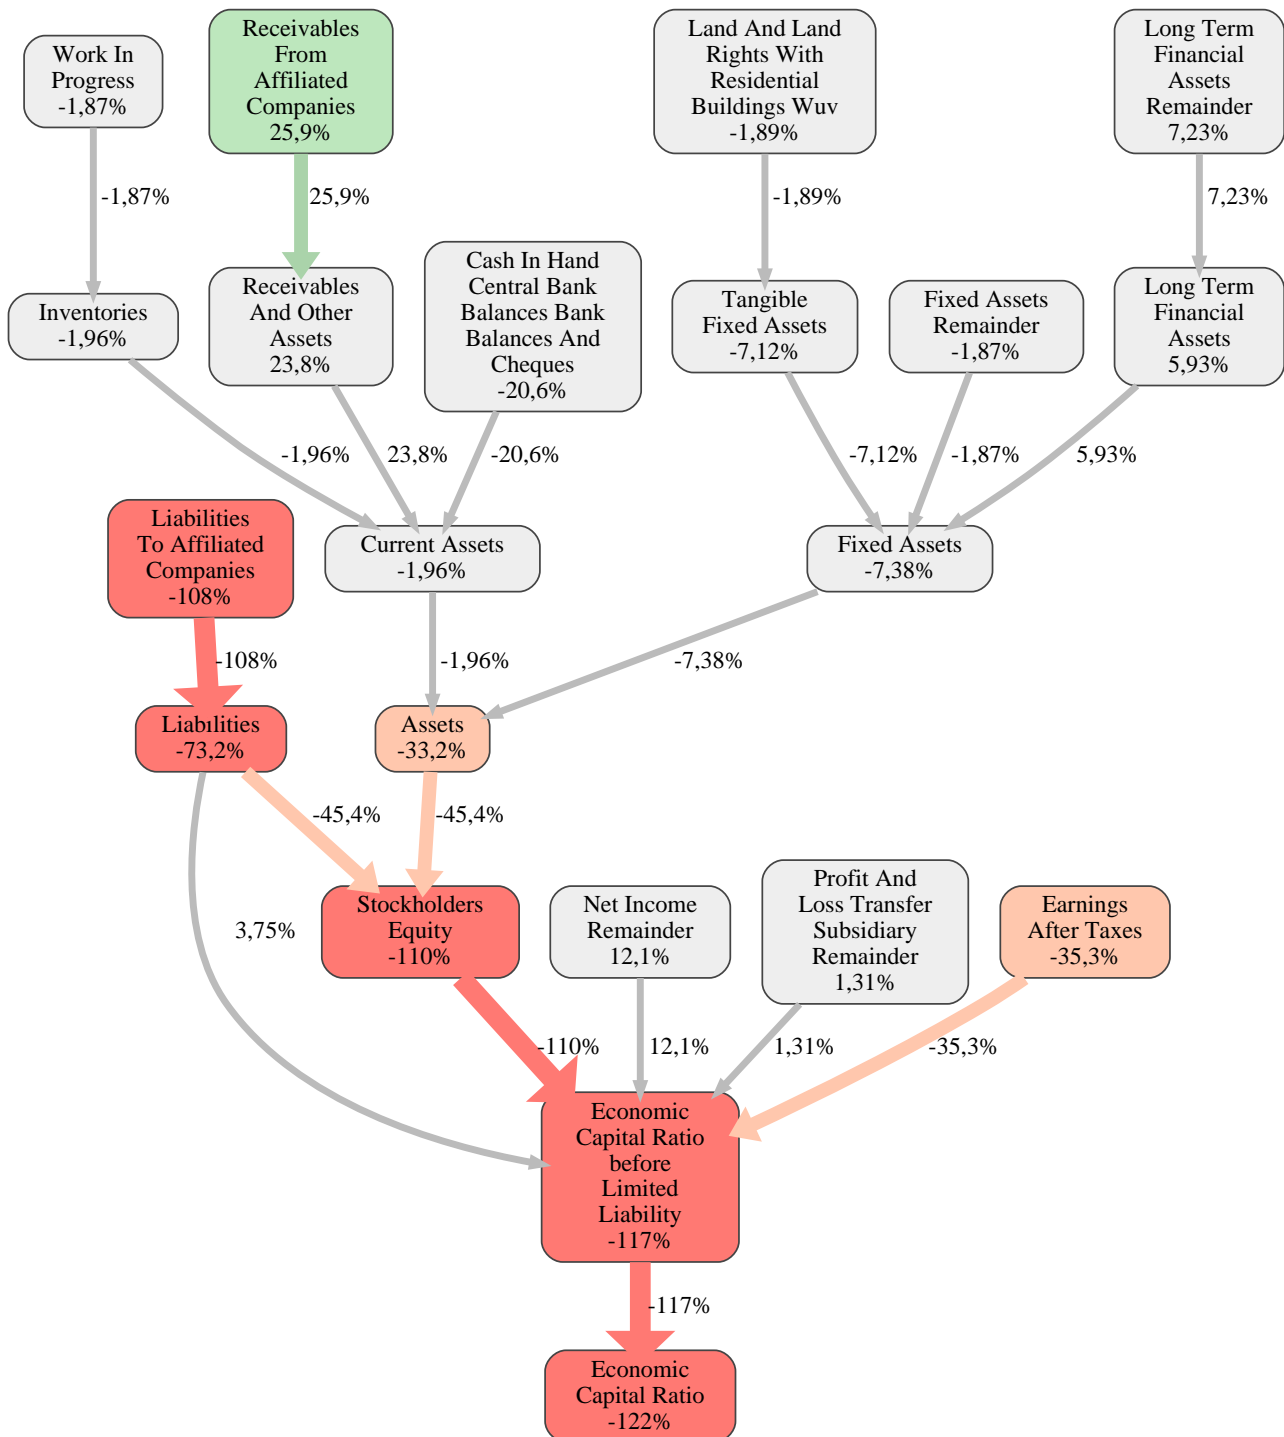 Work In
Progress
-1,87%
Receivables
From
Affiliated
Companies
25,9%
Land And Land
Rights With
Residential
Buildings Wuv
-1,89%
Long Term
Financial
Assets
Remainder
7,23%
-1,87%
25,9%
-1,89%
7,23%
Inventories
-1,96%
Receivables
And Other
Assets
23,8%
Cash In Hand
Central Bank
Balances Bank
Balances And
Cheques
-20,6%
Tangible
Fixed Assets
-7,12%
Fixed Assets
Remainder
-1,87%
Long Term
Financial
Assets
5,93%
-1,96%
23,8%
-20,6%
-7,12%
-1,87%
5,93%
Liabilities
To Affiliated
Companies
-108%
Current Assets
-1,96%
Fixed Assets
-7,38%
-108%
-1,96%
-7,38%
Liabilities
-73,2%
Assets
-33,2%
-45,4%
-45,4%
3,75%
Stockholders
Equity
-110%
Net Income
Remainder
12,1%
Profit And
Loss Transfer
Subsidiary
Remainder
1,31%
Earnings
After Taxes
-35,3%
-110%
12,1%
1,31%
-35,3%
Economic
Capital Ratio
before
Limited
Liability
-117%
-117%
Economic
Capital Ratio
-122%